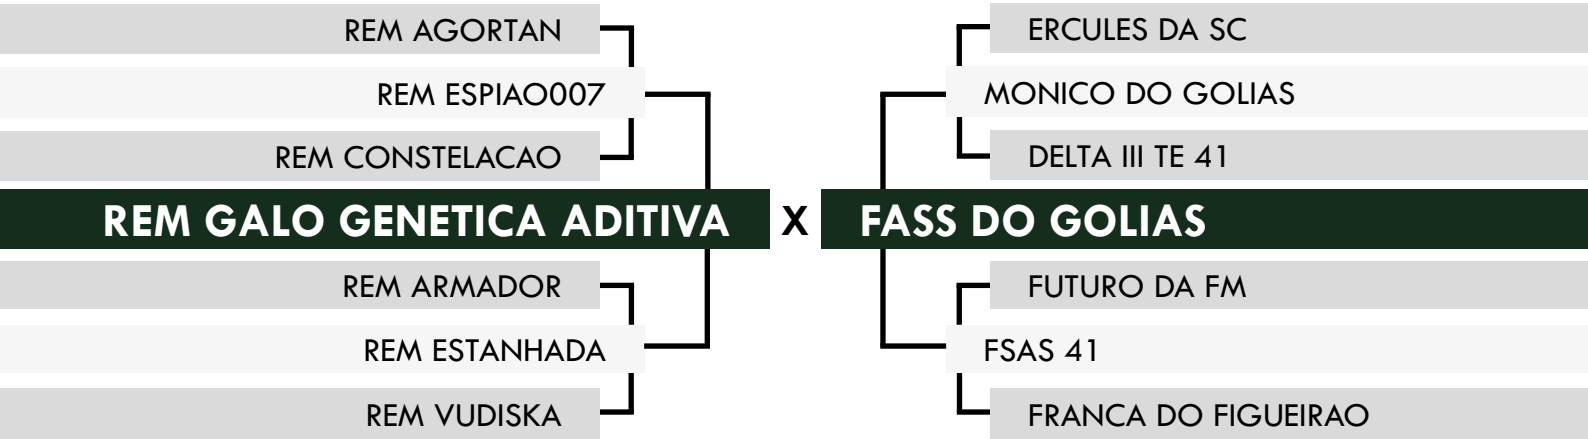 REM AGORTAN
REM ESPIAO007
REM CONSTELACAO
REM GALO GENETICA ADITIVA
REM ARMADOR
REM ESTANHADA
REM VUDISKA
X
ERCULES DA SC
MONICO DO GOLIAS
DELTA III TE 41
FASS DO GOLIAS
FUTURO DA FM
FSAS 41
FRANCA DO FIGUEIRAO